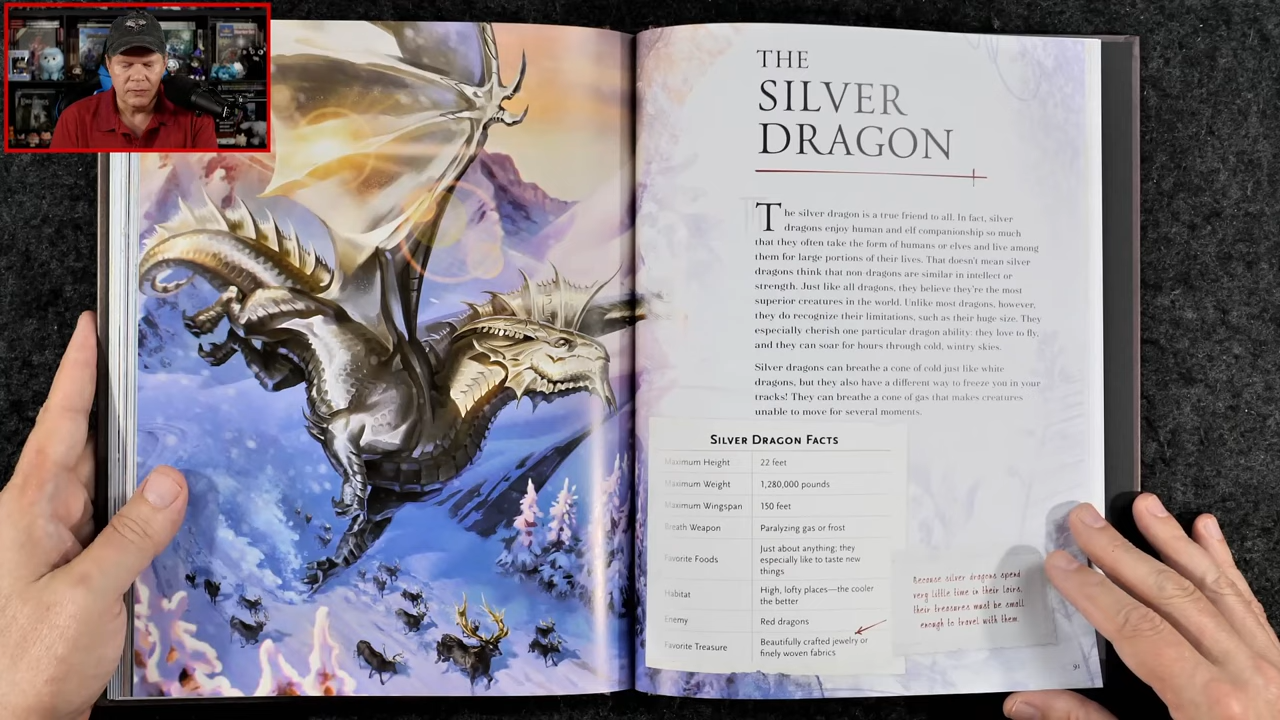 THE
SILVER
DRAGON
The silver dragon is a true friend to all. In fact, silver
dragons enjoy human and elf companionship so much
that they often take the form of humans or elves and live among
them for large portions of their lives. That doesn't mean silver
dragons think that non-dragons are similar in intellect or
strength. Just like all dragons, they believe they're the most
superior creatures in the world. Unlike most dragons, however,
they do recognize their limitations, such as their huge size. They
especially cherish one particular dragon ability: they love to fly,
and they can soar for hours through cold, wintry skies.
Silver dragons can breathe a cone of cold just like white
dragons, but they also have a different way to freeze you in your
tracks! They can breathe a cone of gas that makes creatures
unable to move for several moments.
SILVER DRAGON FACTS
Maximum Height 22 feet
Maximum Weight 1,280,000 pounds
Maximum Wingspan 150 feet
Breath Weapon Paralyzing gas or frost
Favorite Foods Just about anything; they
especially like to taste new
things
Habitat High, lofty places—the cooler
the better
Enemy Red dragons
Favorite Treasure Beautifully crafted jewelry or
finely woven fabrics
Because silver dragons spend
very little time in their lairs,
their treasures must be small
enough to travel with them.
91